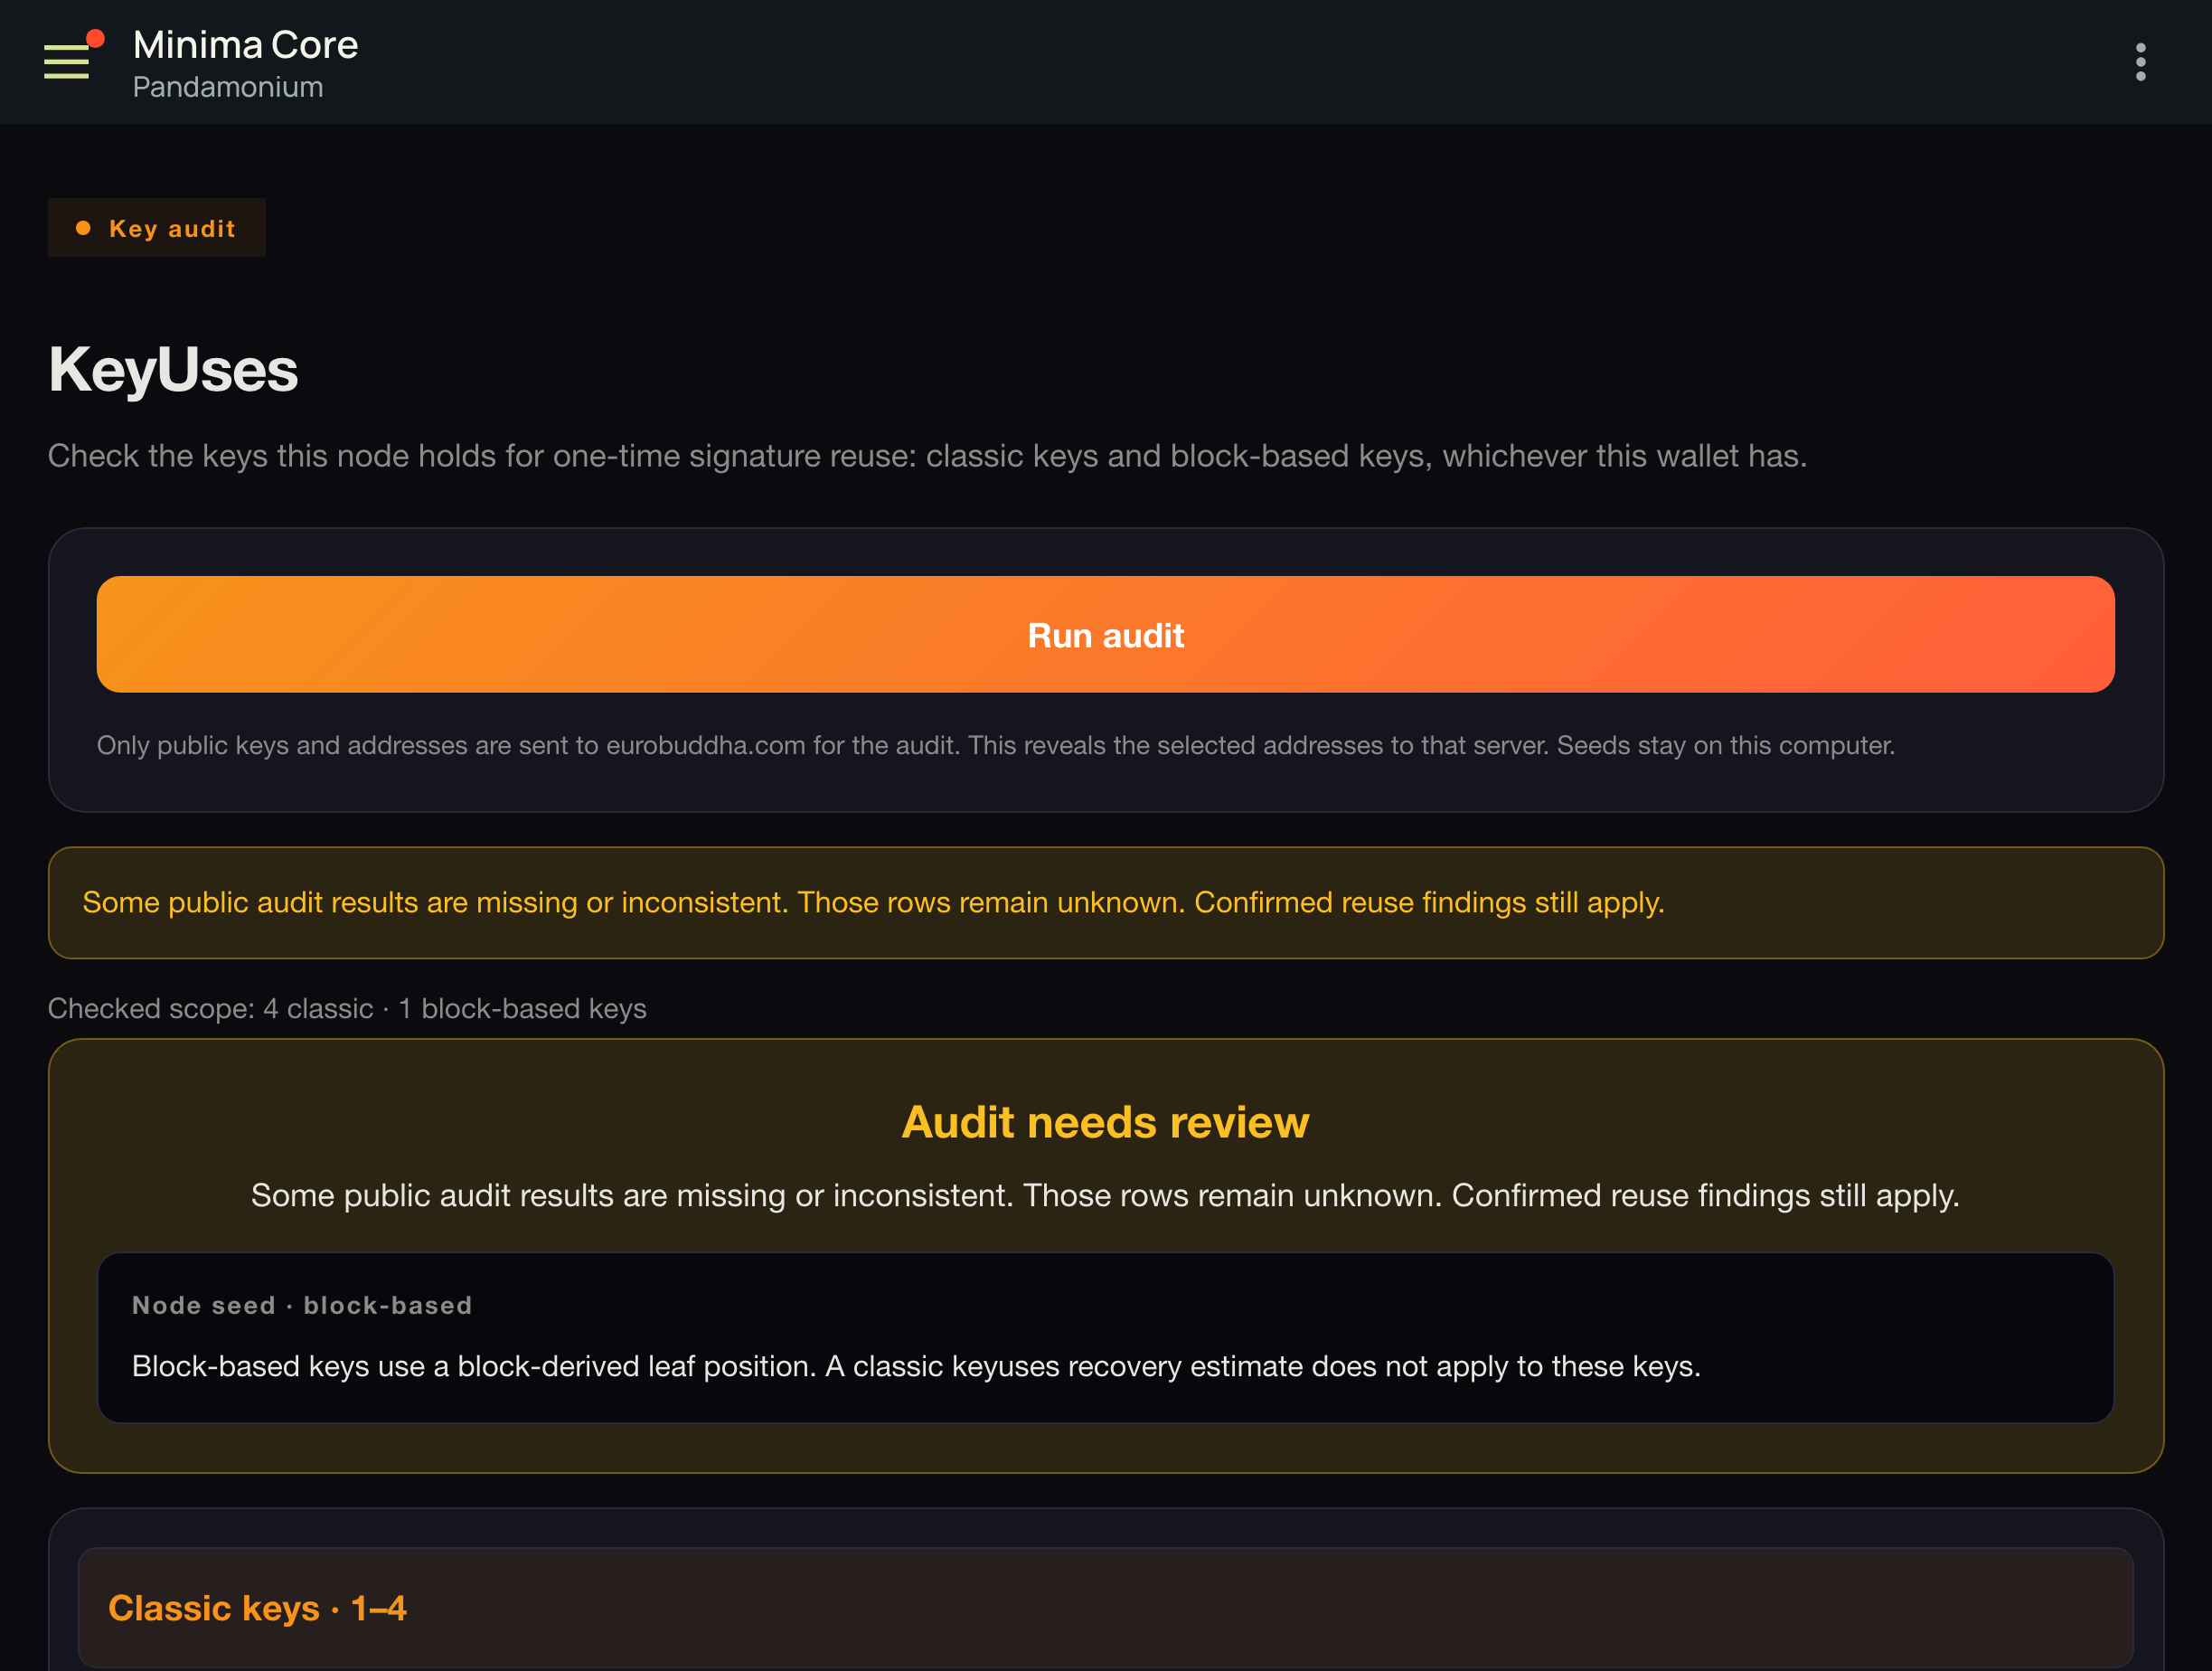 Minima Core
Pandamonium
Key audit
KeyUses
Check the keys this node holds for one-time signature reuse: classic keys and block-based keys, whichever this wallet has.
Run audit
Only public keys and addresses are sent to eurobuddha.com for the audit. This reveals the selected addresses to that server. Seeds stay on this computer.
Some public audit results are missing or inconsistent. Those rows remain unknown. Confirmed reuse findings still apply.
Checked scope: 4 classic · 1 block-based keys
Audit needs review
Some public audit results are missing or inconsistent. Those rows remain unknown. Confirmed reuse findings still apply.
Node seed · block-based
Block-based keys use a block-derived leaf position. A classic keyuses recovery estimate does not apply to these keys.
Classic keys · 1–4